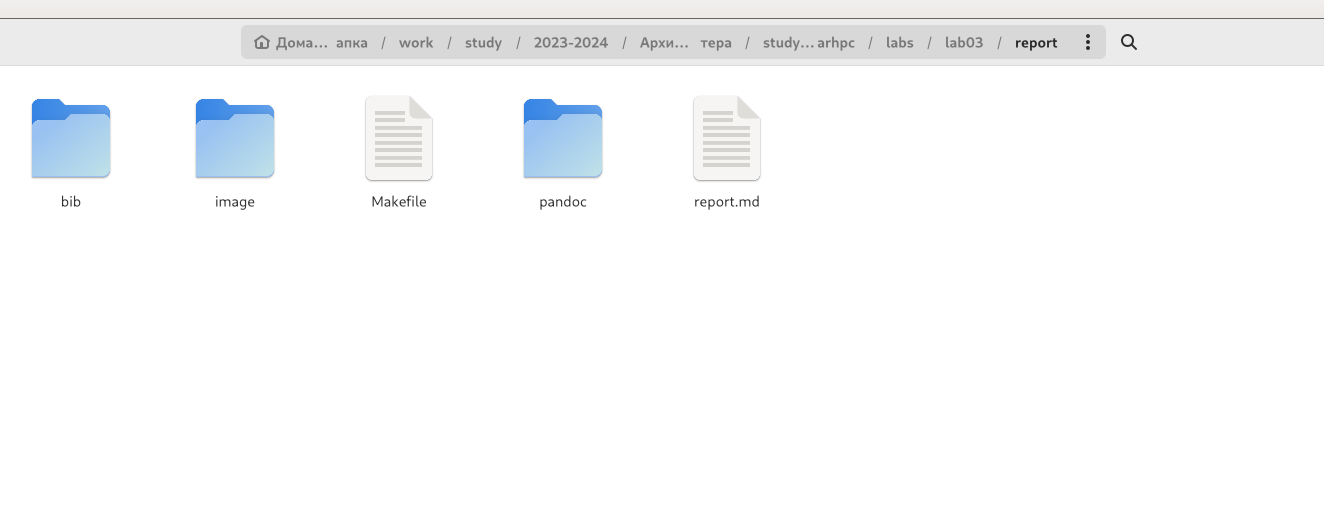 Дома… апка / work / study / 2023-2024 / Архи… тера / study…arhpc / labs / lab03 / report
bib image Makefile pandoc report.md